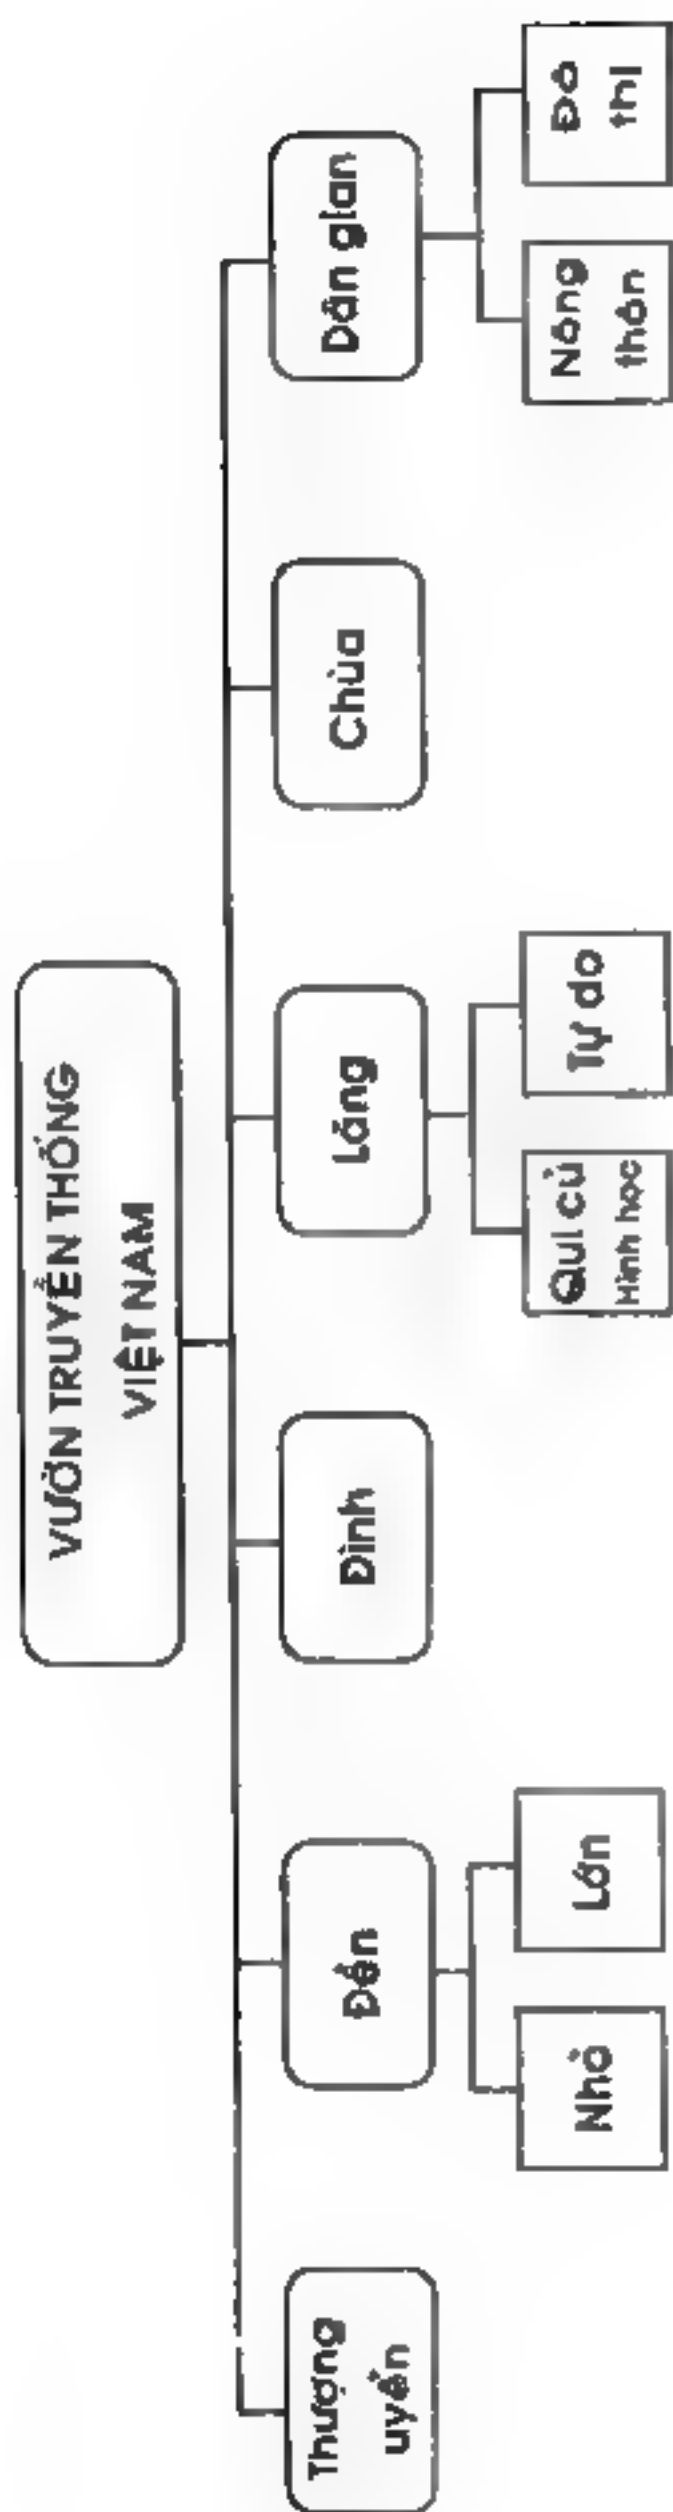 VƯỜN TRUYỀN THỐNG
VIỆT NAM
Thượng
uyển
Đền
Đình
Lăng
Chùa
Dân gian
Nhỏ
Lớn
Qui củ
Hình học
Tự do
Nông
thôn
Đô
thị